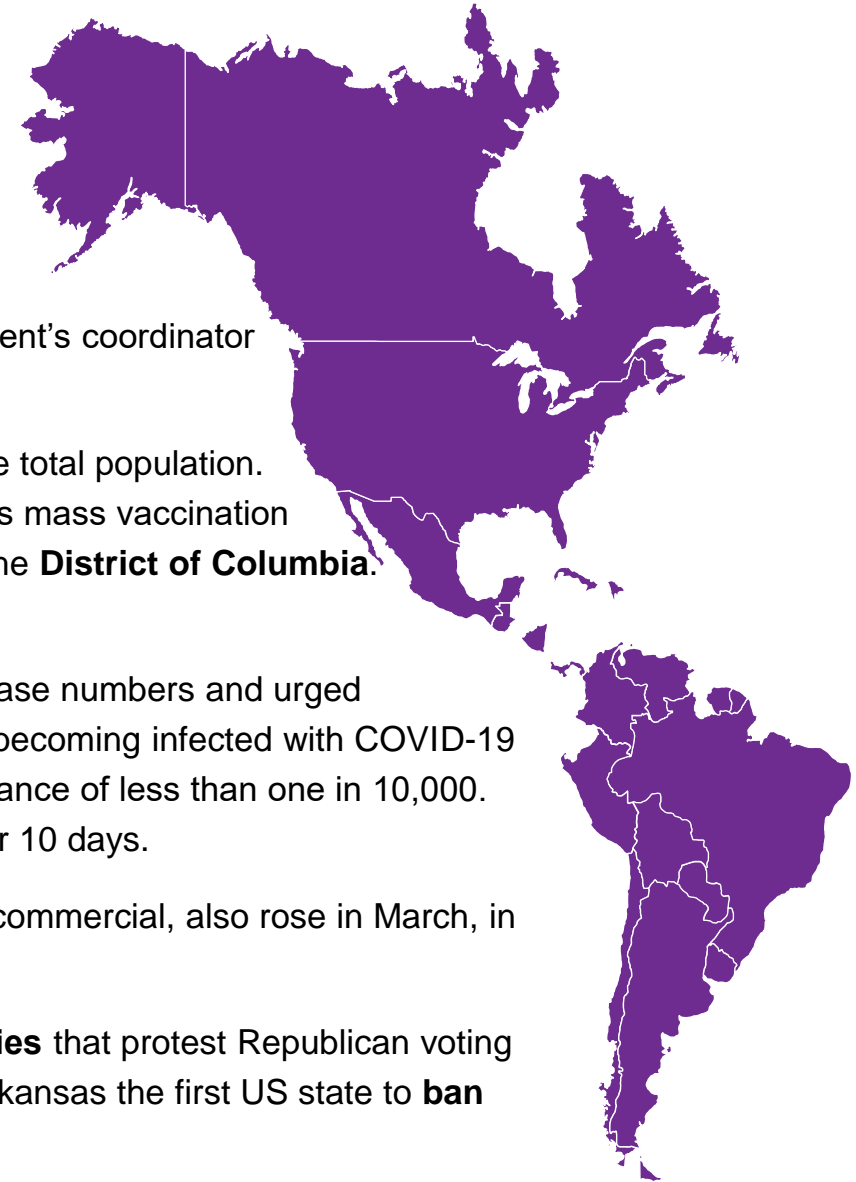 ent's coordinator
e total population.
s mass vaccination
ne District of Columbia.
ase numbers and urged
becoming infected with COVID-19
ance of less than one in 10,000.
r 10 days.
commercial, also rose in March, in
ies that protest Republican voting
kansas the first US state to ban